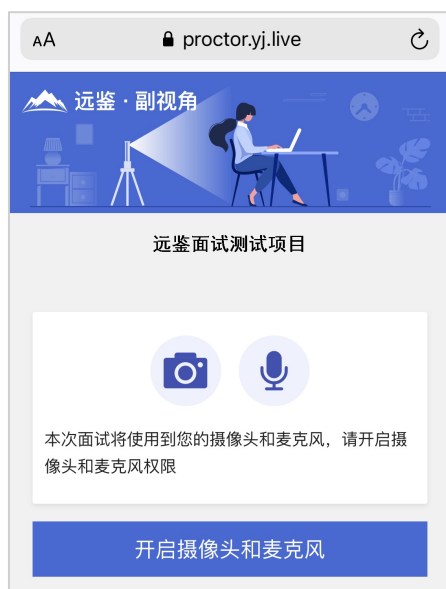 AA
proctor.yj.live
远鉴·副视角
远鉴面试测试项目
本次面试将使用到您的摄像头和麦克风，请开启摄
像头和麦克风权限
开启摄像头和麦克风